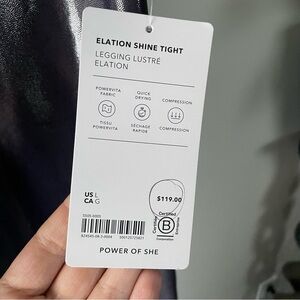 ELATION SHINE TIGHT
LEGGING LUSTRÉ
ELATION
POWERVITA
FABRIC
QUICK
DRYING
COMPRESSION
TISSU
POWERVITA
SÉCHAGE
RAPIDE
COMPRESSION
US L
CA G
$119.00
Certified
B
Corporation
POWER OF SHE